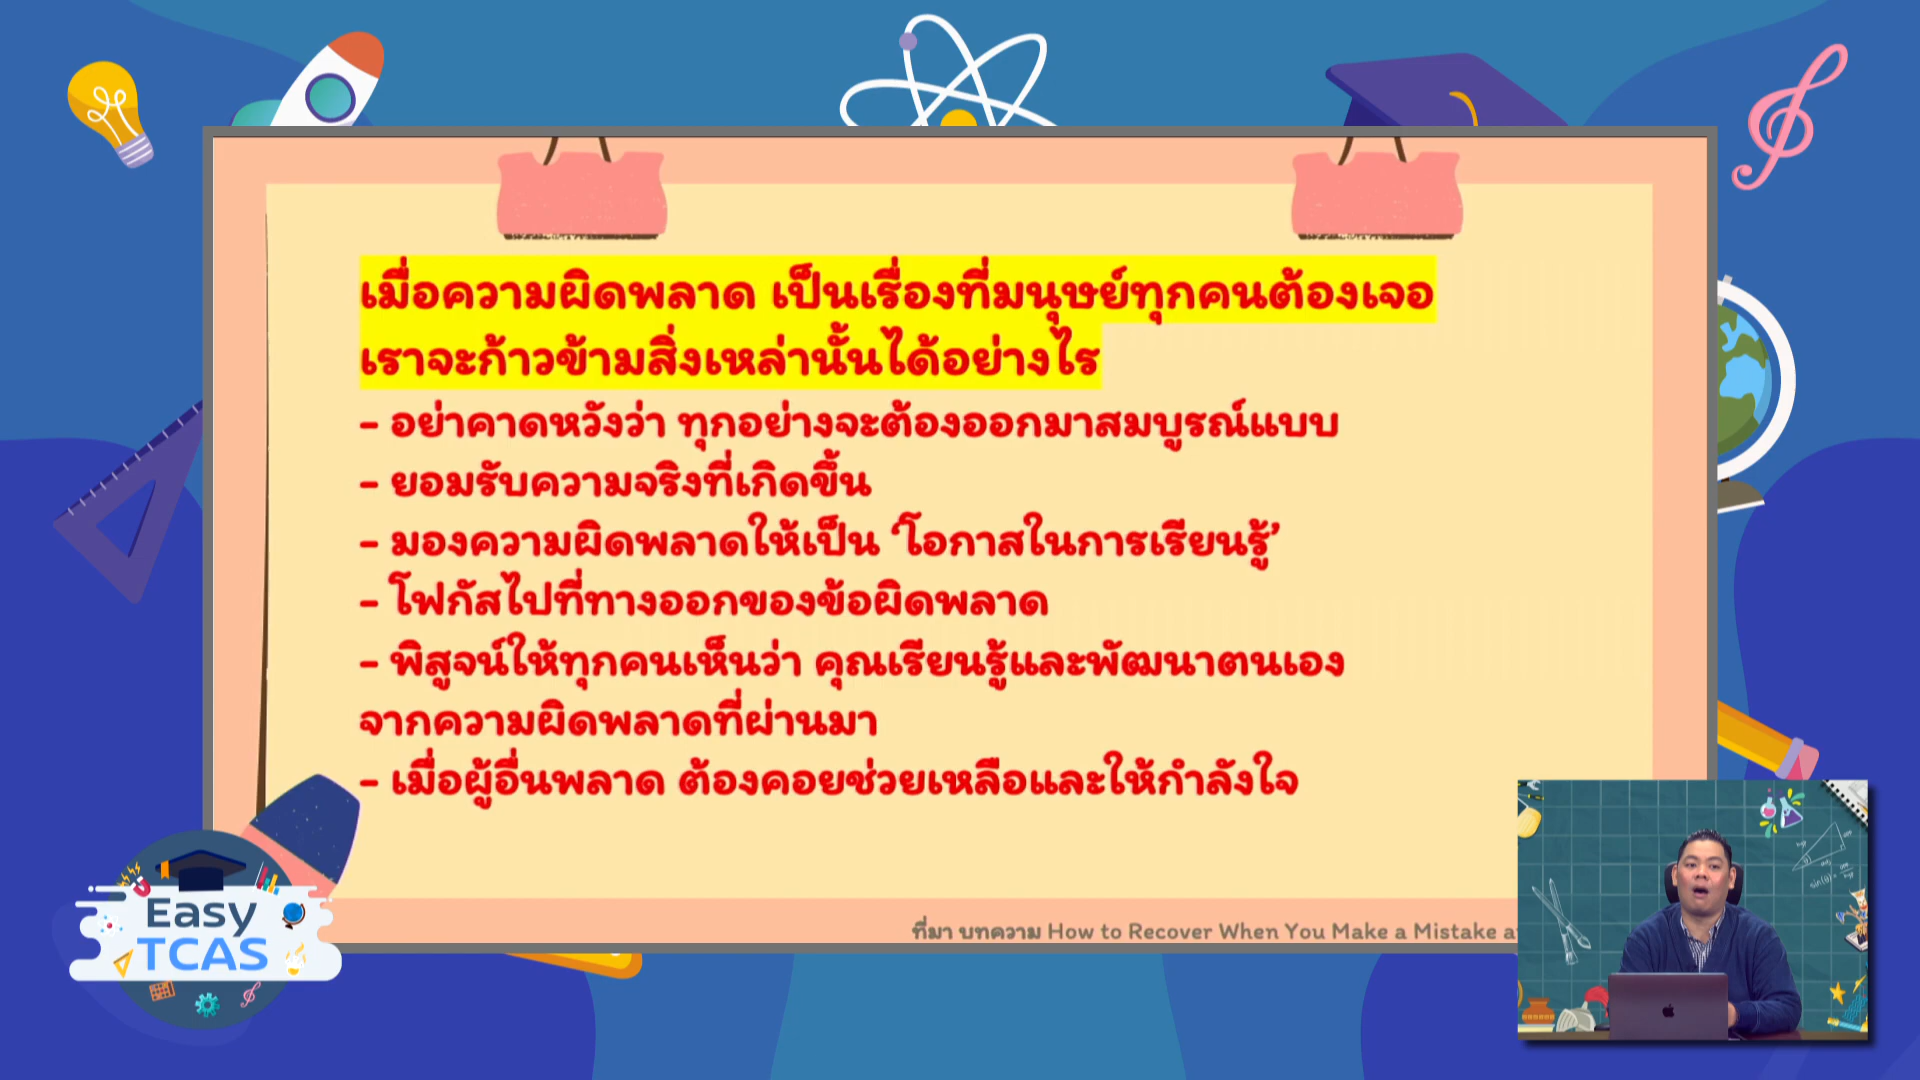 เมื่อความผิดพลาด เป็นเรื่องที่มนุษย์ทุกคนต้องเจอ
เราจะก้าวข้ามสิ่งเหล่านั้นได้อย่างไร
- อย่าคาดหวังว่า ทุกอย่างจะต้องออกมาสมบูรณ์แบบ
- ยอมรับความจริงที่เกิดขึ้น
- มองความผิดพลาดให้เป็น ‘โอกาสในการเรียนรู้’
- โฟกัสไปที่ทางออกของข้อผิดพลาด
- พิสูจน์ให้ทุกคนเห็นว่า คุณเรียนรู้และพัฒนาตนเอง
จากความผิดพลาดที่ผ่านมา
- เมื่อผู้อื่นพลาด ต้องคอยช่วยเหลือและให้กำลังใจ
ที่มา บทความ How to Recover When You Make a Mistake
Easy
TCAS